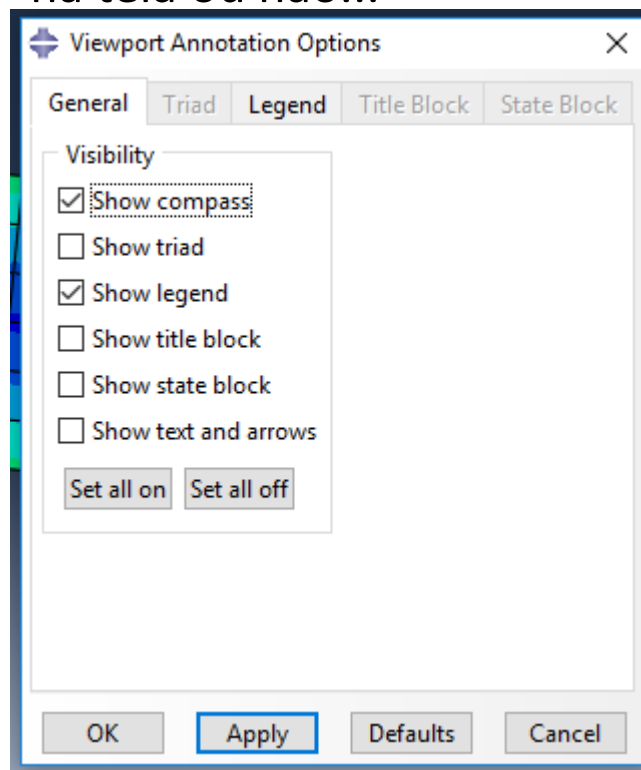 Viewport Annotation Options
General Triad Legend Title Block State Block
Visibility
Show compass
Show triad
Show legend
Show title block
Show state block
Show text and arrows
Set all on Set all off
OK Apply Defaults Cancel